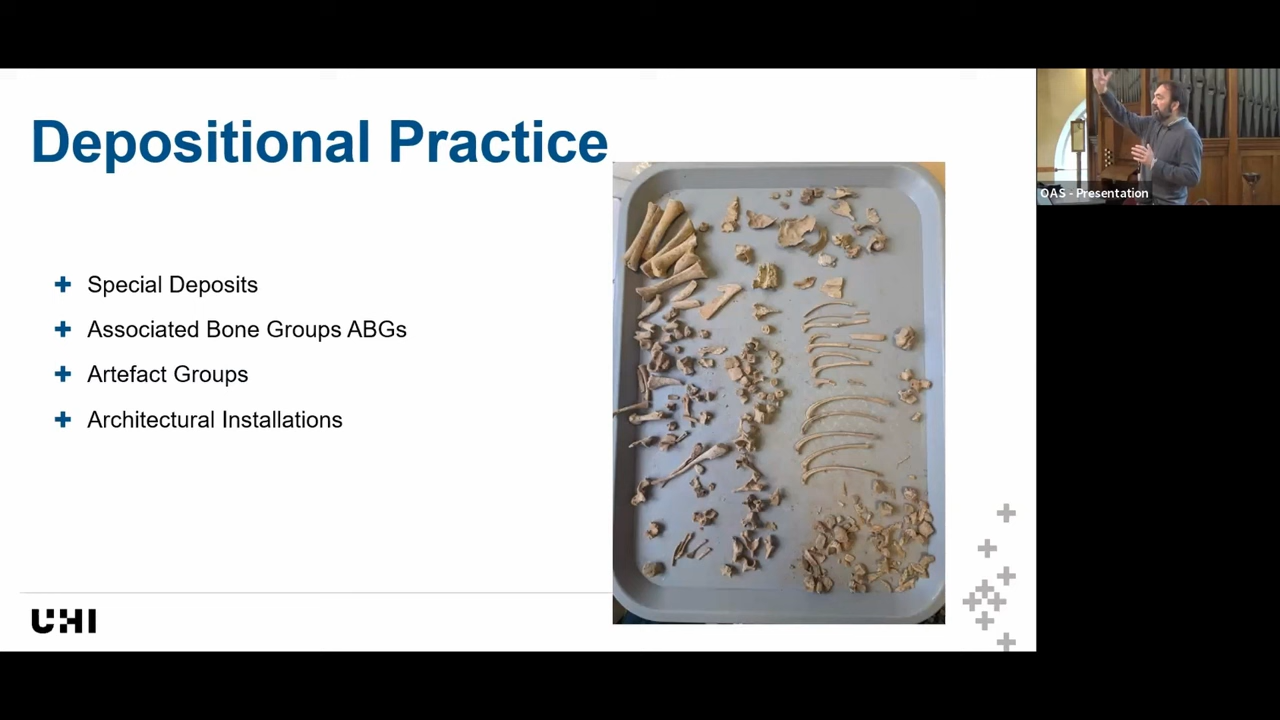 Depositional Practice
Special Deposits
Associated Bone Groups ABGs
Artefact Groups
Architectural Installations
UHI
OAS - Presentation